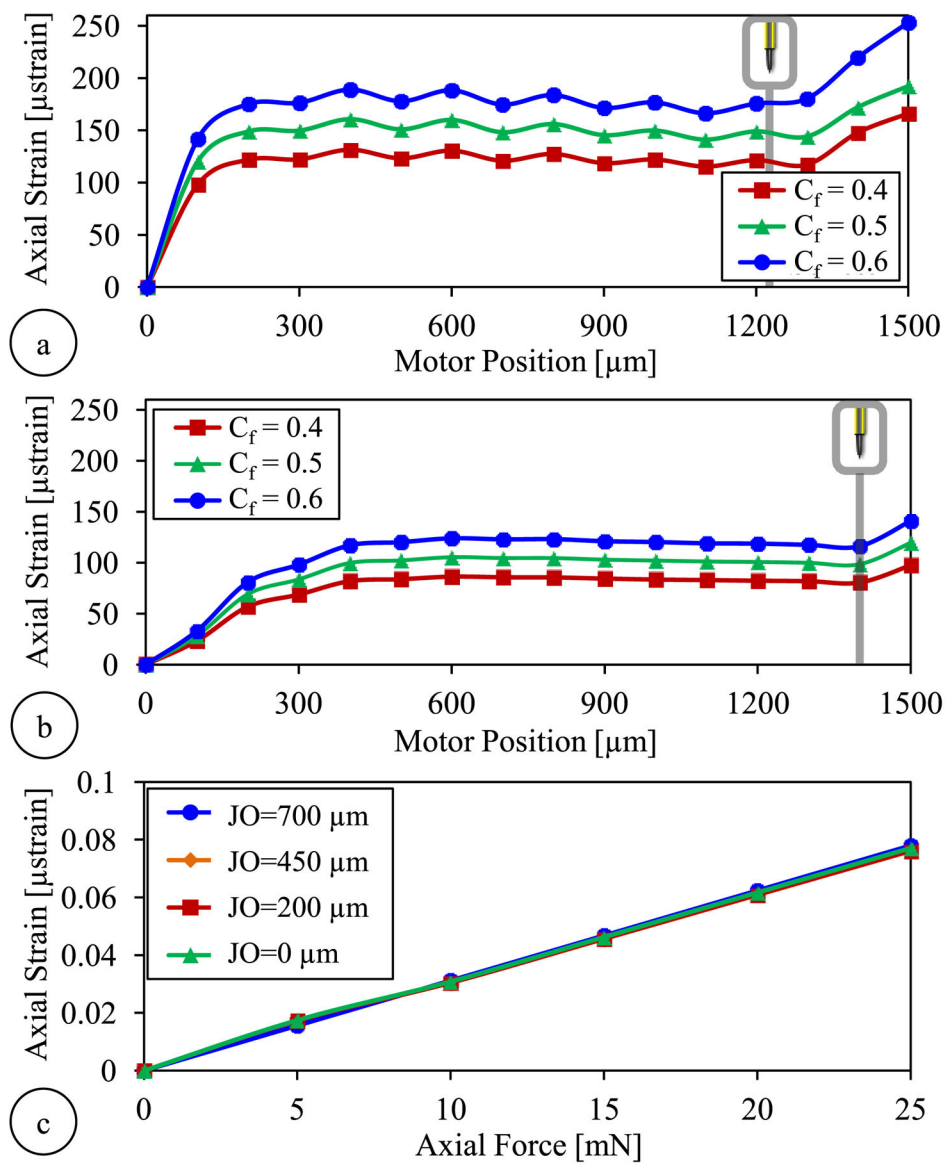 Axial Strain [µstrain]
250
200
150
100
50
0
C_f = 0.4
C_f = 0.5
C_f = 0.6
0 300 600 900 1200 1500
Motor Position [µm]
a
Axial Strain [µstrain]
250
200
150
100
50
0
C_f = 0.4
C_f = 0.5
C_f = 0.6
0 300 600 900 1200 1500
Motor Position [µm]
b
Axial Strain [µstrain]
0.1
0.08
0.06
0.04
0.02
0
JO=700 µm
JO=450 µm
JO=200 µm
JO=0 µm
0 5 10 15 20 25
Axial Force [mN]
c